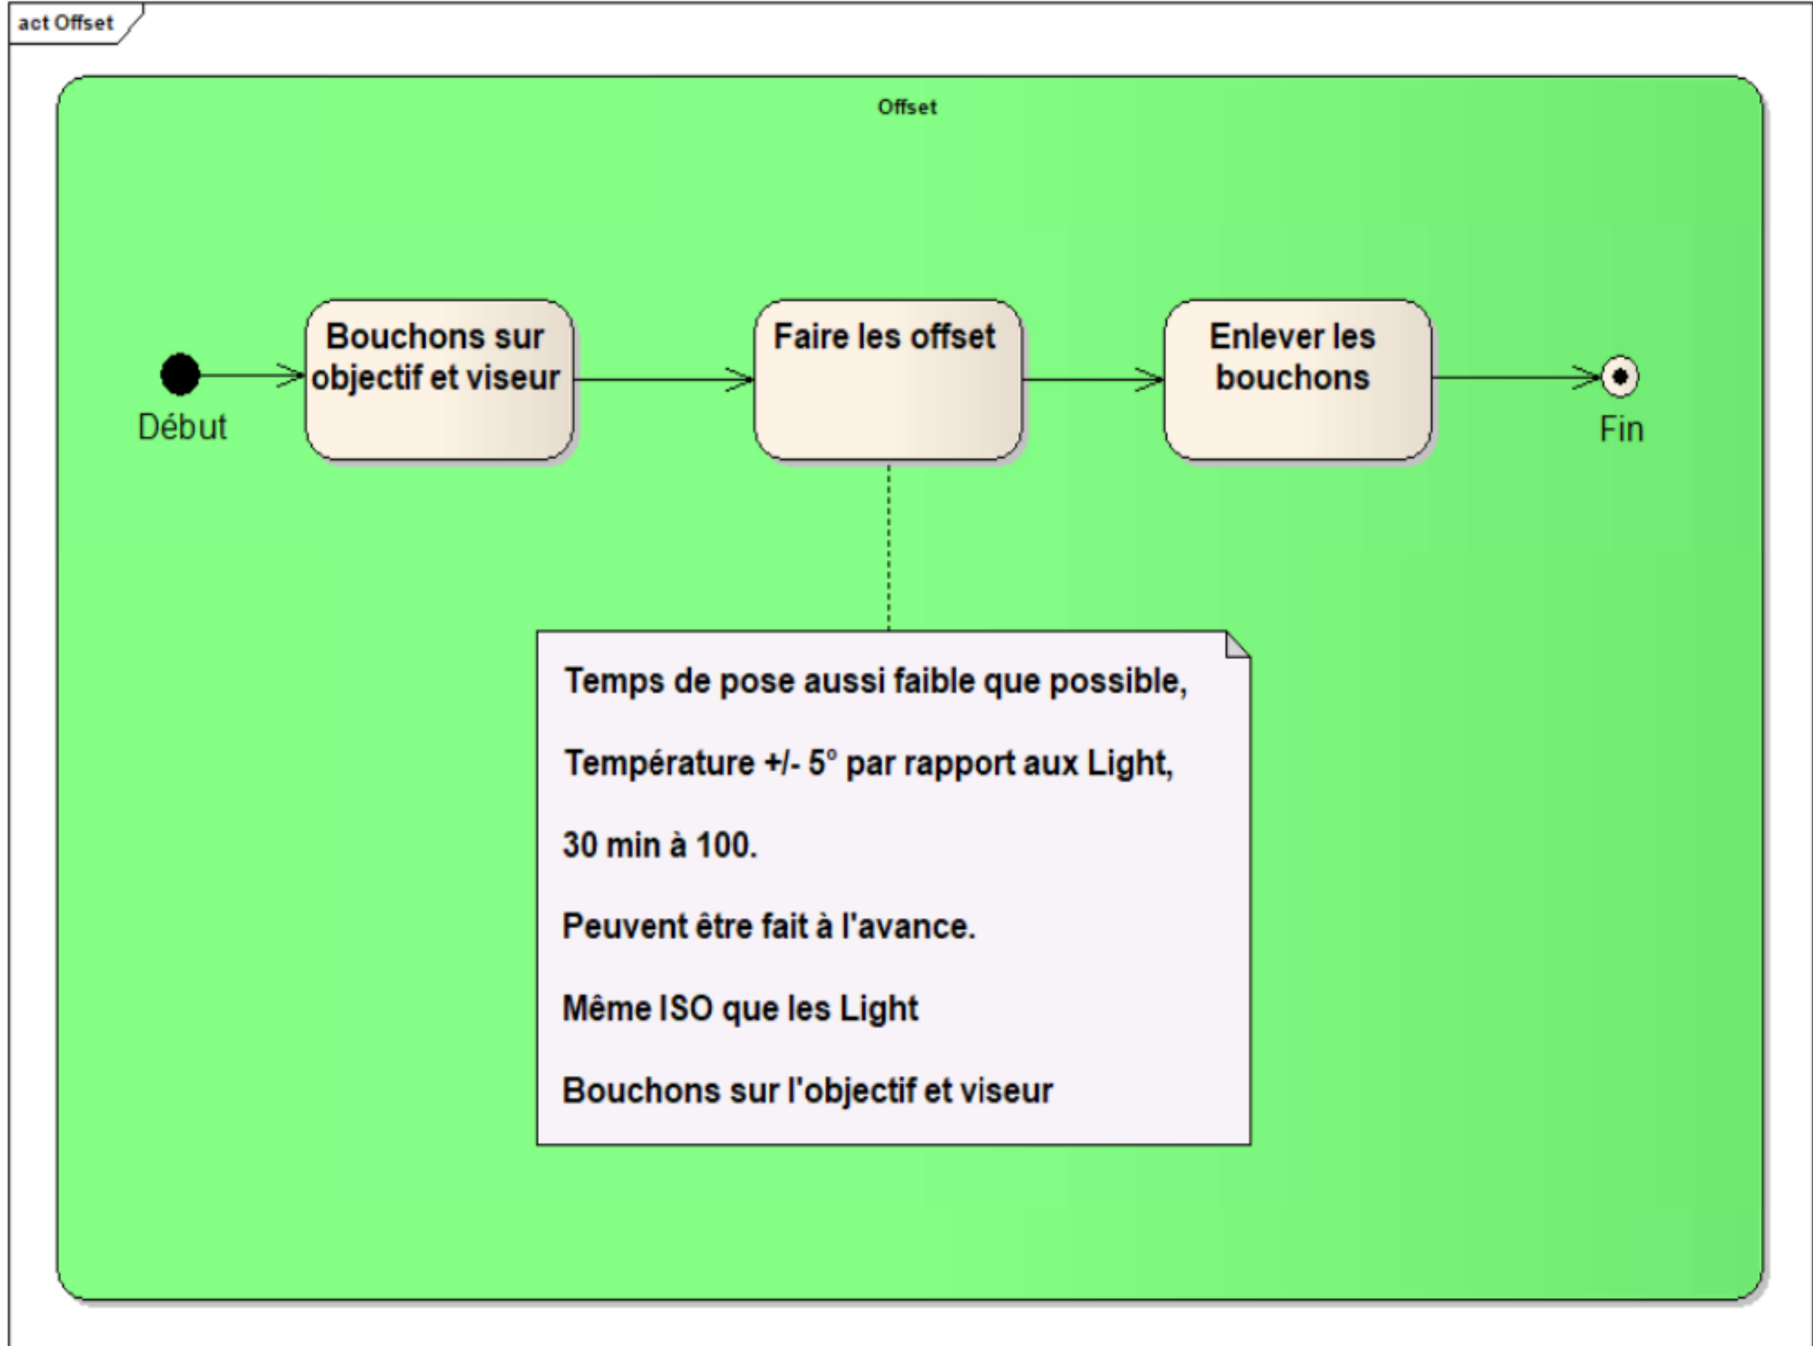 act Offset
Offset
Bouchons sur
objectif et viseur
Faire les offset
Enlever les
bouchons
Début
Fin
Temps de pose aussi faible que possible,
Température +/- 5° par rapport aux Light,
30 min à 100.
Peuvent être fait à l'avance.
Même ISO que les Light
Bouchons sur l'objectif et viseur